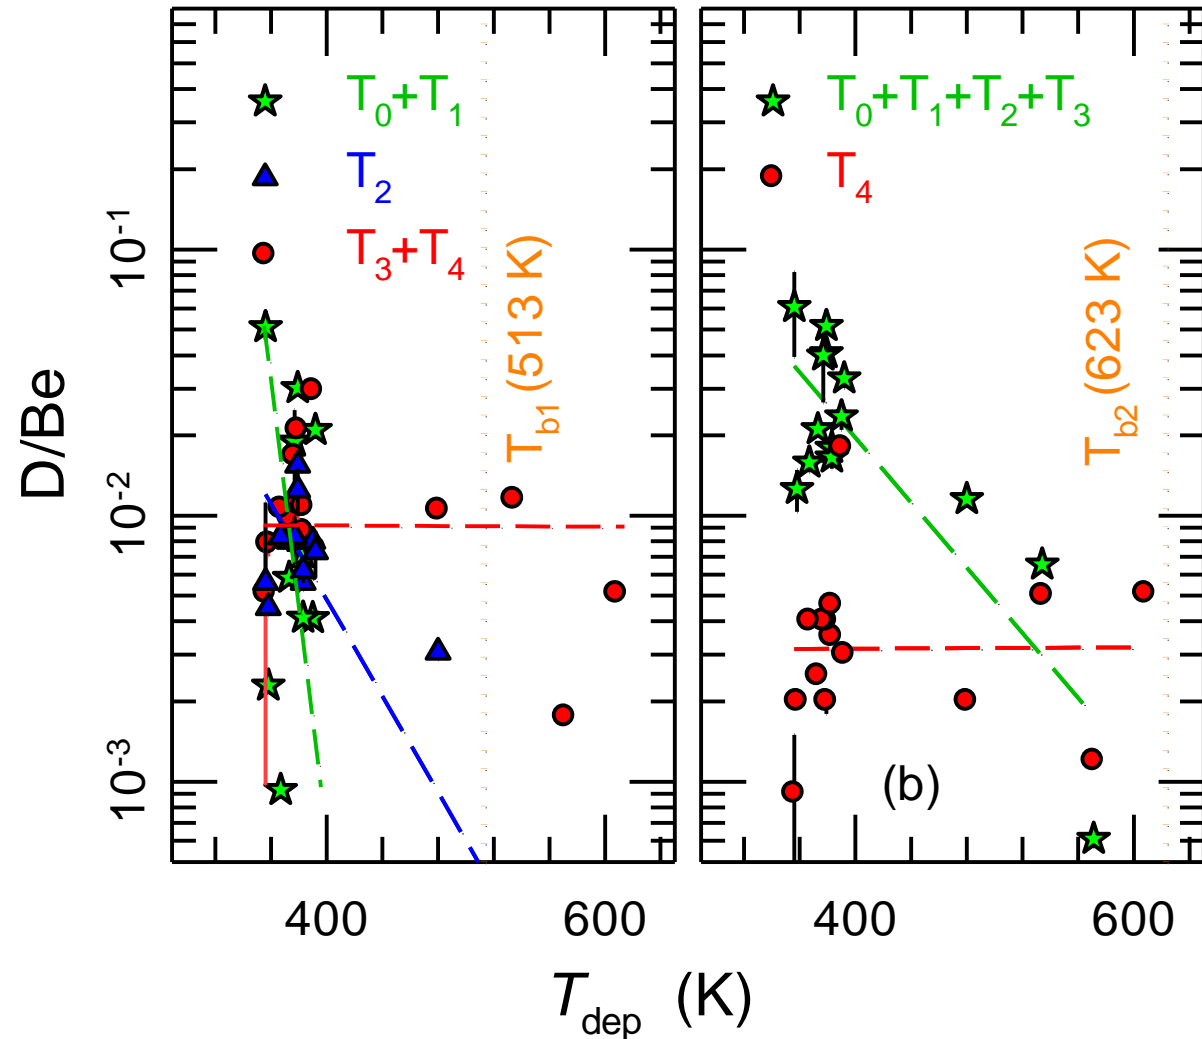 T0+T1
T2
T3+T4
Tb1 (513 K)
T0+T1+T2+T3
T4
Tb2 (623 K)
(b)
D/Be
10-1
10-2
10-3
400
600
400
600
Tdep (K)